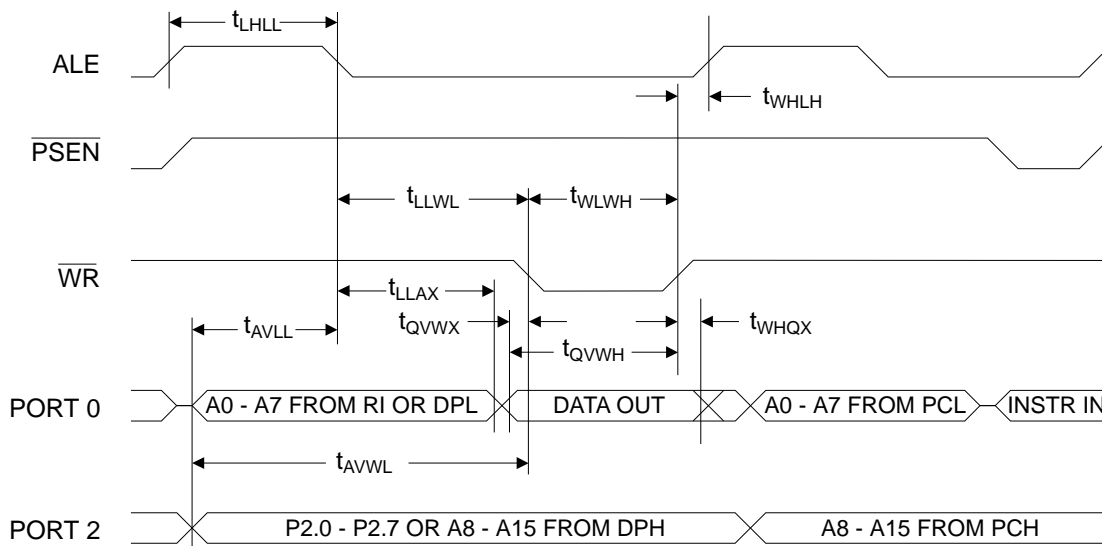 tLHLL
ALE
tWHLH
PSEN
tLLWL
tWLWH
WR
tLLAX
tAVLL
tQVWX
tWHQX
tQVWH
PORT 0
A0 - A7 FROM RI OR DPL
DATA OUT
A0 - A7 FROM PCL
INSTR IN
tAVWL
PORT 2
P2.0 - P2.7 OR A8 - A15 FROM DPH
A8 - A15 FROM PCH